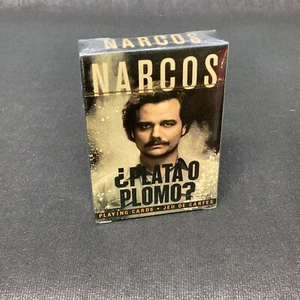 NARCOS
NARCOS
¿PLATA O
PLOMO?
PLAYING CARDS • JEU DE CARTES